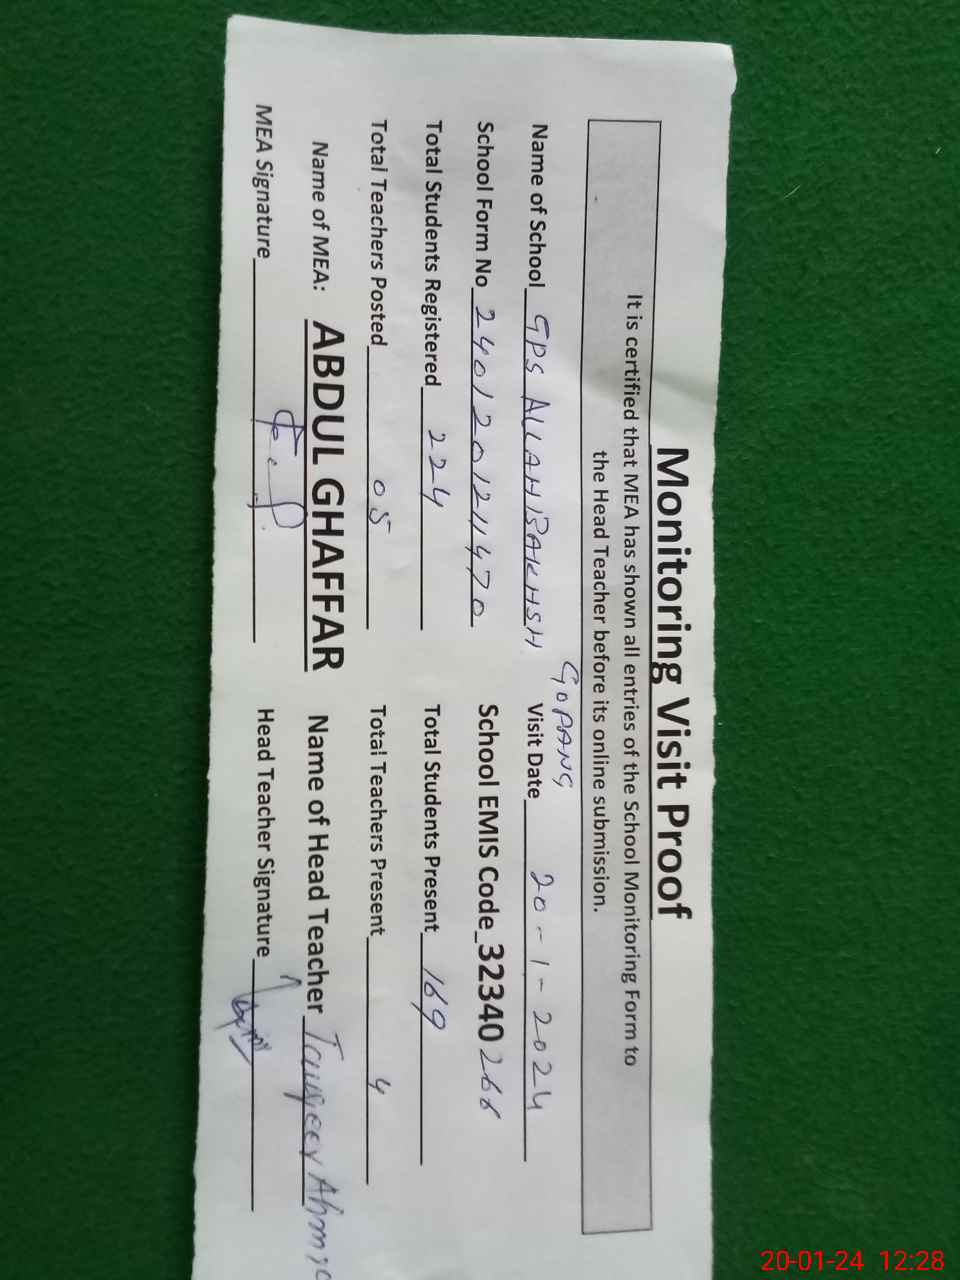 Monitoring Visit Proof
It is certified that MEA has shown all entries of the School Monitoring Form to
the Head Teacher before its online submission.
Name of School GPS ALLAH BAKHSH GOPANG Visit Date 20-1-2024
School Form No 2401201211470 School EMIS Code 32340266
Total Students Registered 224 Total Students Present 169
Total Teachers Posted 05 Total Teachers Present 4
Name of MEA: ABDUL GHAFFAR Name of Head Teacher
MEA Signature Head Teacher Signature
20-01-24 12:28